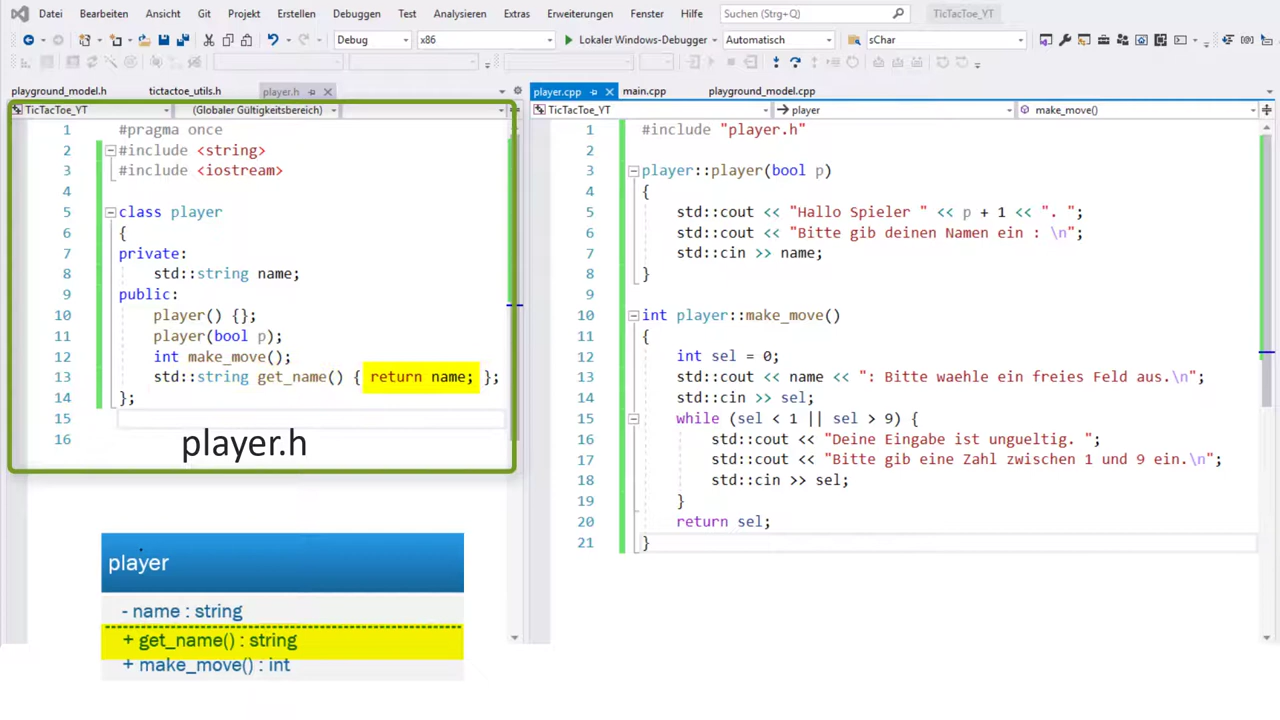 Datei Bearbeiten Ansicht Git Projekt Erstellen Debuggen Test Analysieren Extras Erweiterungen Fenster Hilfe Suchen (Strg+Q) TicTacToe_YT
Debug x86 Lokaler Windows-Debugger Automatisch sChar
playground_model.h tictactoe_utils.h player.h
TicTacToe_YT (Globaler Gültigkeitsbereich)
1 #pragma once
2 #include <string>
3 #include <iostream>
4
5 class player
6 {
7 private:
8 std::string name;
9 public:
10 player() {};
11 player(bool p);
12 int make_move();
13 std::string get_name() { return name; };
14 };
15
16
player.h
player
- name : string
+ get_name() : string
+ make_move() : int
player.cpp main.cpp playground_model.cpp
TicTacToe_YT player make_move()
1 #include "player.h"
2
3 player::player(bool p)
4 {
5 std::cout << "Hallo Spieler " << p + 1 << ". ";
6 std::cout << "Bitte gib deinen Namen ein : \n";
7 std::cin >> name;
8 }
9
10 int player::make_move()
11 {
12 int sel = 0;
13 std::cout << name << ": Bitte waehle ein freies Feld aus.\n";
14 std::cin >> sel;
15 while (sel < 1 || sel > 9) {
16 std::cout << "Deine Eingabe ist ungueltig. ";
17 std::cout << "Bitte gib eine Zahl zwischen 1 und 9 ein.\n";
18 std::cin >> sel;
19 }
20 return sel;
21 }